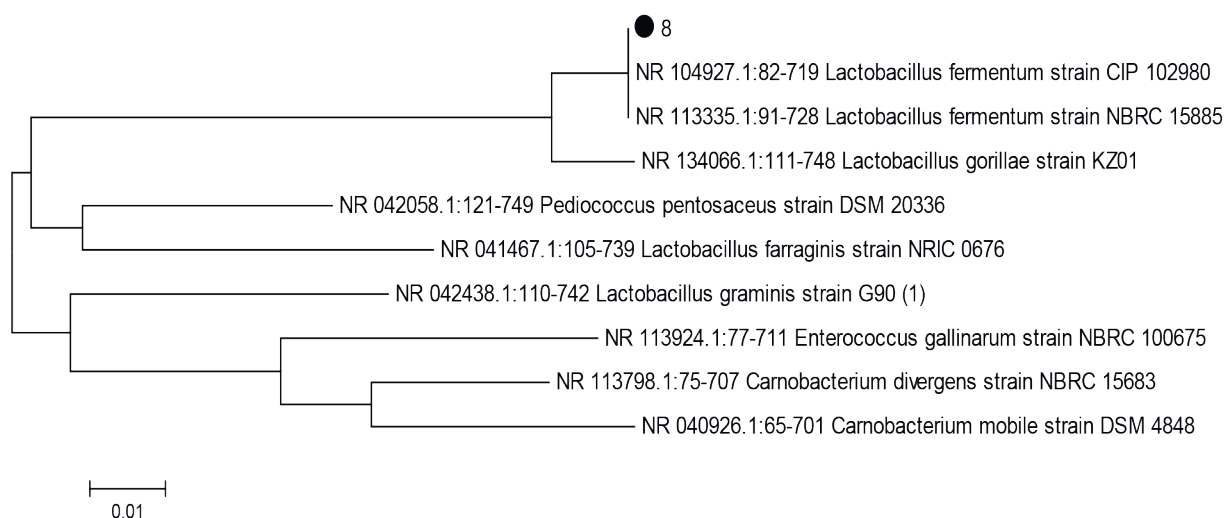 8
NR 104927.1:82-719 Lactobacillus fermentum strain CIP 102980
NR 113335.1:91-728 Lactobacillus fermentum strain NBRC 15885
NR 134066.1:111-748 Lactobacillus gorillae strain KZ01
NR 042058.1:121-749 Pediococcus pentosaceus strain DSM 20336
NR 041467.1:105-739 Lactobacillus farraginis strain NRIC 0676
NR 042438.1:110-742 Lactobacillus graminis strain G90 (1)
NR 113924.1:77-711 Enterococcus gallinarum strain NBRC 100675
NR 113798.1:75-707 Carnobacterium divergens strain NBRC 15683
NR 040926.1:65-701 Carnobacterium mobile strain DSM 4848
0.01